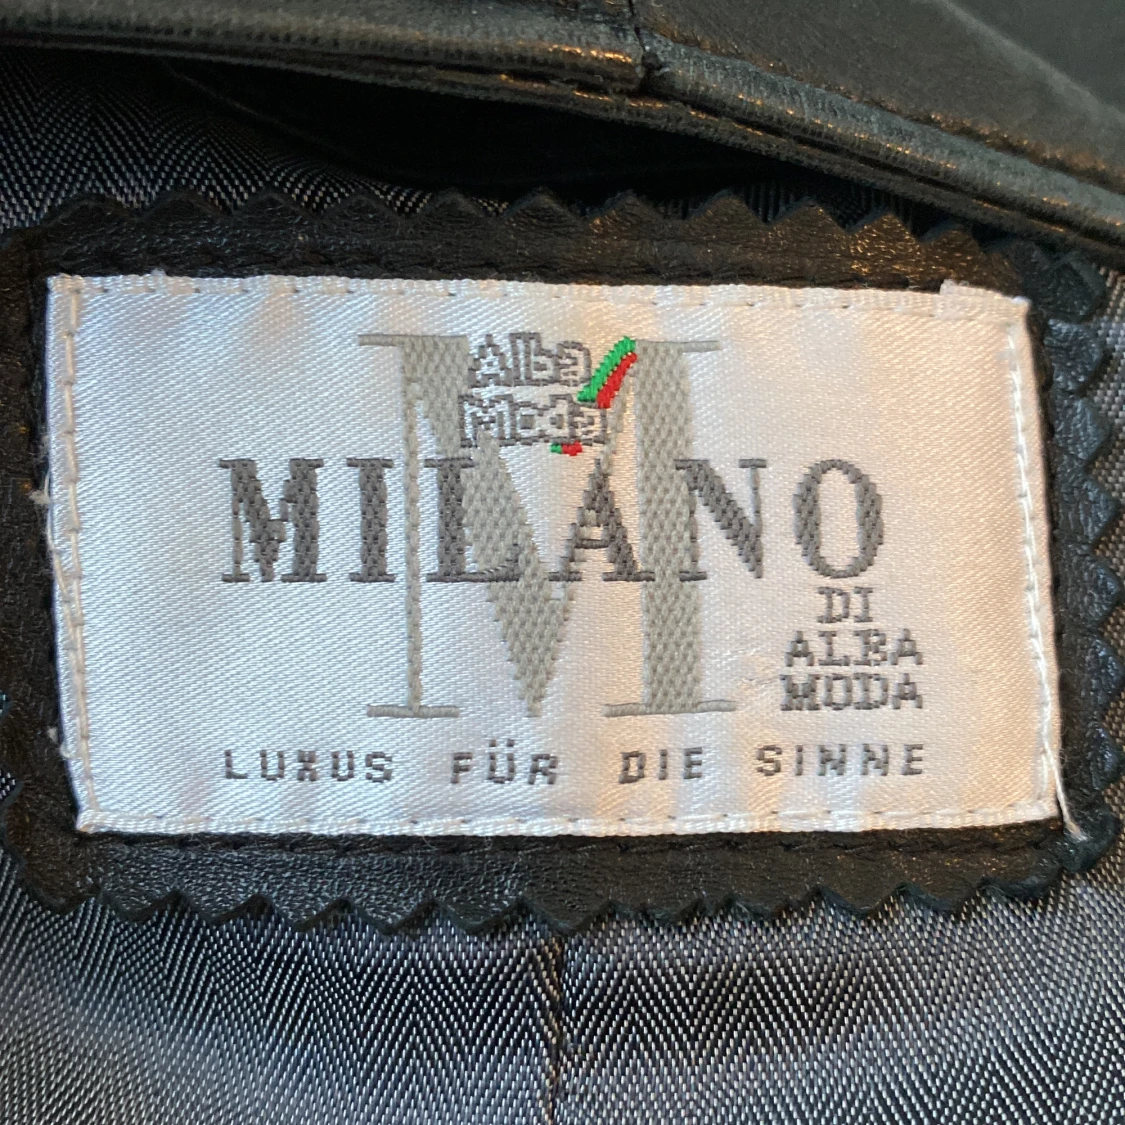 Alba
Moda
MILANO
DI
ALBA
MODA
LUXUS FÜR DIE SINNE